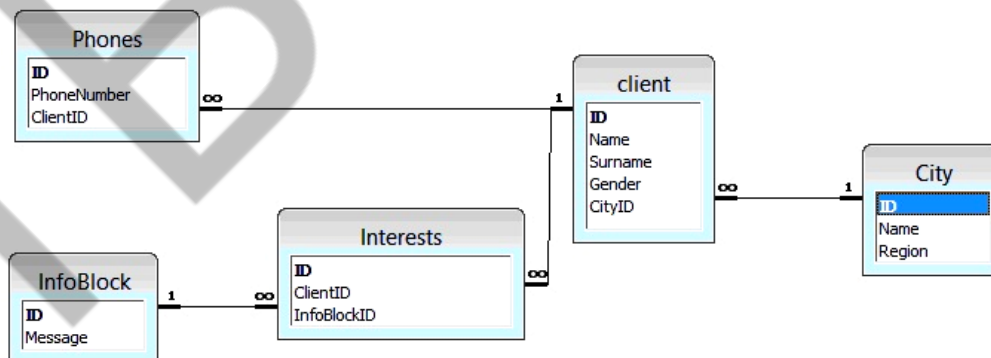 Phones
ID
PhoneNumber
ClientID
∞
1
client
ID
Name
Surname
Gender
CityID
∞
1
City
ID
Name
Region
Interests
ID
ClientID
InfoBlockID
∞
∞
1
InfoBlock
ID
Message